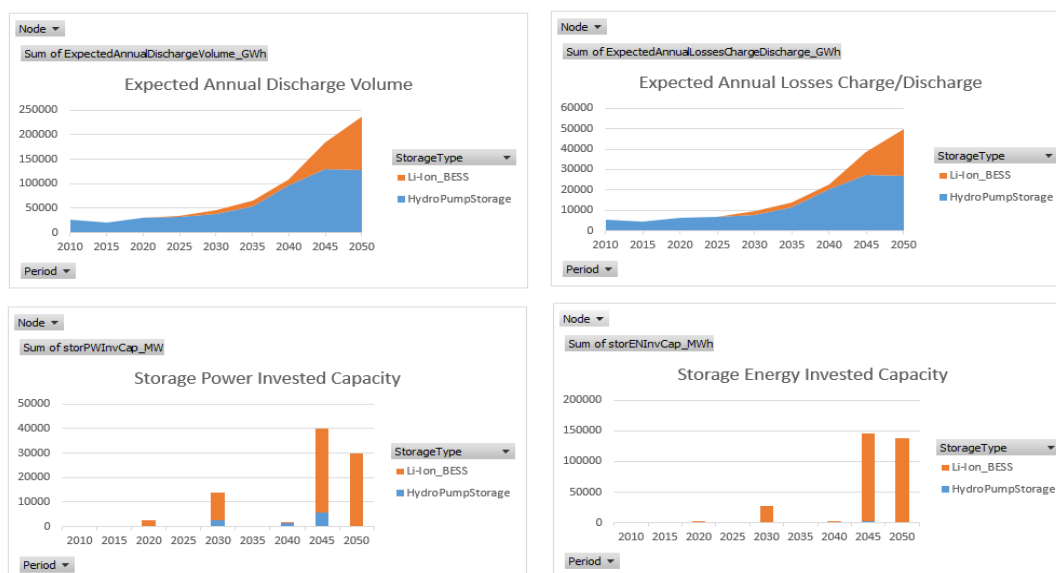 Node
Sum of ExpectedAnnualDischargeVolume_GWh
Expected Annual Discharge Volume
250000
200000
150000
100000
50000
0
2010 2015 2020 2025 2030 2035 2040 2045 2050
StorageType
Li-Ion_BESS
HydroPumpStorage
Period
Node
Sum of ExpectedAnnualLossesChargeDischarge_GWh
Expected Annual Losses Charge/Discharge
60000
50000
40000
30000
20000
10000
0
2010 2015 2020 2025 2030 2035 2040 2045 2050
StorageType
Li-Ion_BESS
HydroPumpStorage
Period
Node
Sum of storPWInvCap_MW
Storage Power Invested Capacity
50000
40000
30000
20000
10000
0
2010 2015 2020 2025 2030 2035 2040 2045 2050
StorageType
Li-Ion_BESS
HydroPumpStorage
Period
Node
Sum of storENInvCap_MWh
Storage Energy Invested Capacity
200000
150000
100000
50000
0
2010 2015 2020 2025 2030 2035 2040 2045 2050
StorageType
Li-Ion_BESS
HydroPumpStorage
Period